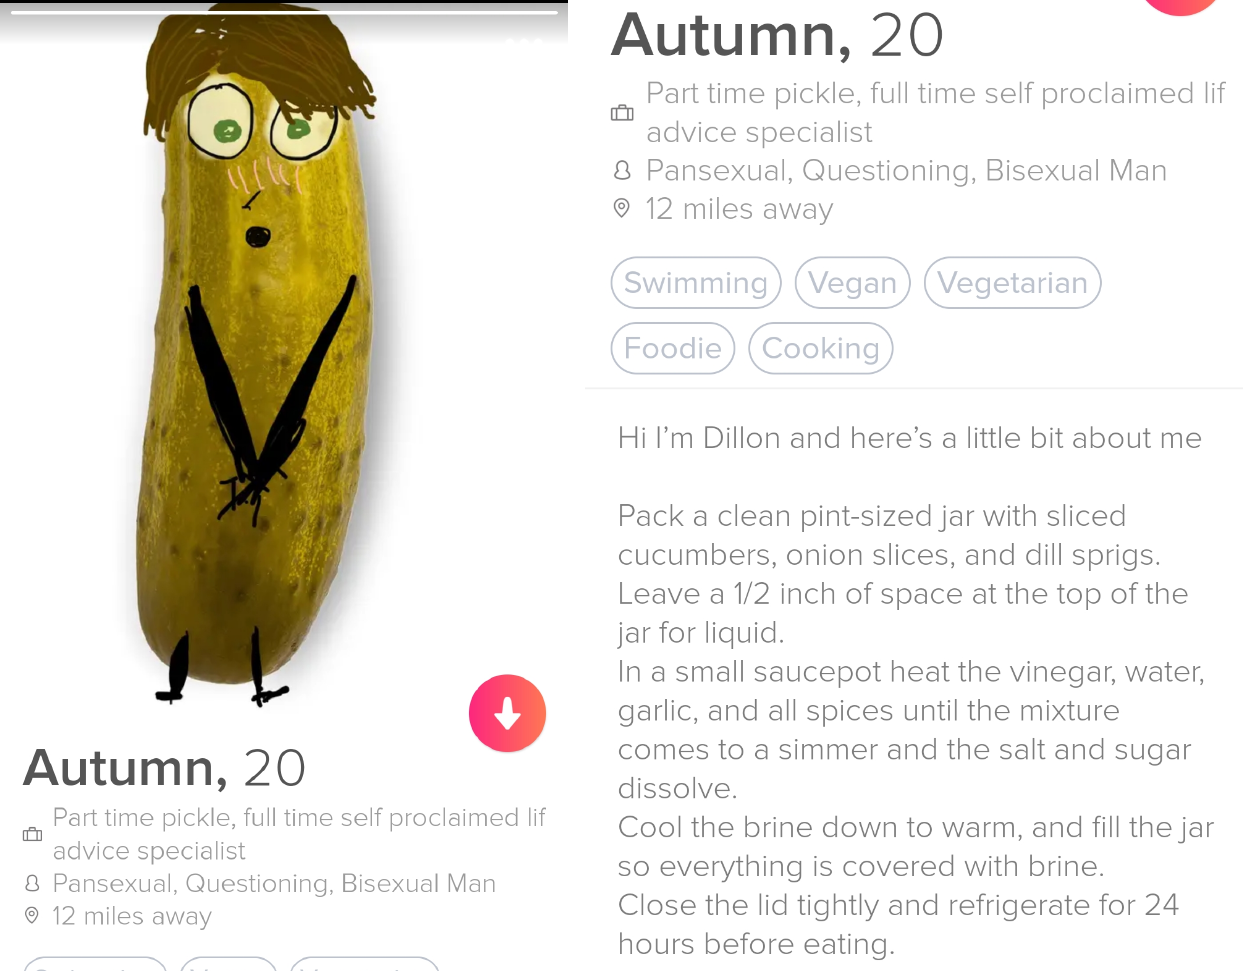 Autumn, 20
Part time pickle, full time self proclaimed lif
advice specialist
Pansexual, Questioning, Bisexual Man
12 miles away
Autumn, 20
Part time pickle, full time self proclaimed lif
advice specialist
Pansexual, Questioning, Bisexual Man
12 miles away
Swimming Vegan Vegetarian
Foodie Cooking
Hi I’m Dillon and here’s a little bit about me
Pack a clean pint-sized jar with sliced
cucumbers, onion slices, and dill sprigs.
Leave a 1/2 inch of space at the top of the
jar for liquid.
In a small saucepot heat the vinegar, water,
garlic, and all spices until the mixture
comes to a simmer and the salt and sugar
dissolve.
Cool the brine down to warm, and fill the jar
so everything is covered with brine.
Close the lid tightly and refrigerate for 24
hours before eating.